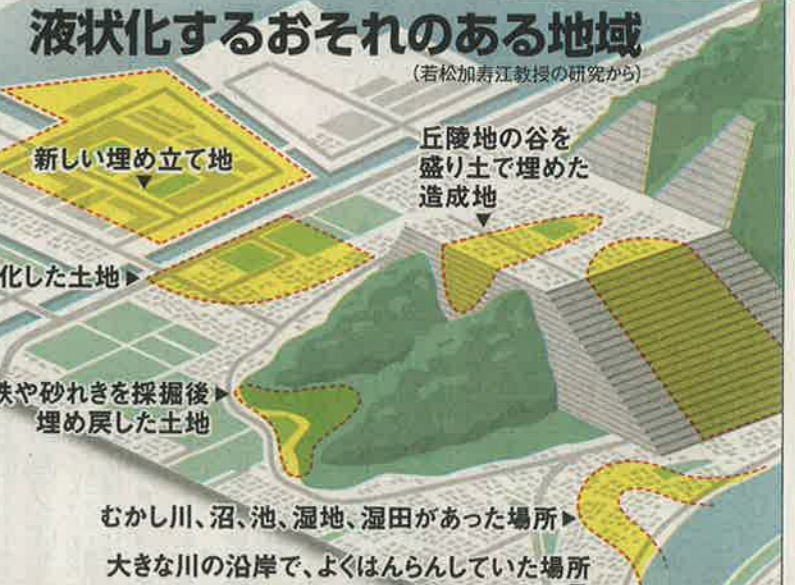 液状化するおそれのある地域
(若松加寿江教授の研究から)
新しい埋め立て地
丘陵地の谷を
盛り土で埋めた
造成地
化した土地
や砂れきを採掘後
埋め戻した土地
むかし川、沼、池、湿地、湿田があった場所
大きな川の沿岸で、よくはんらんしていた場所